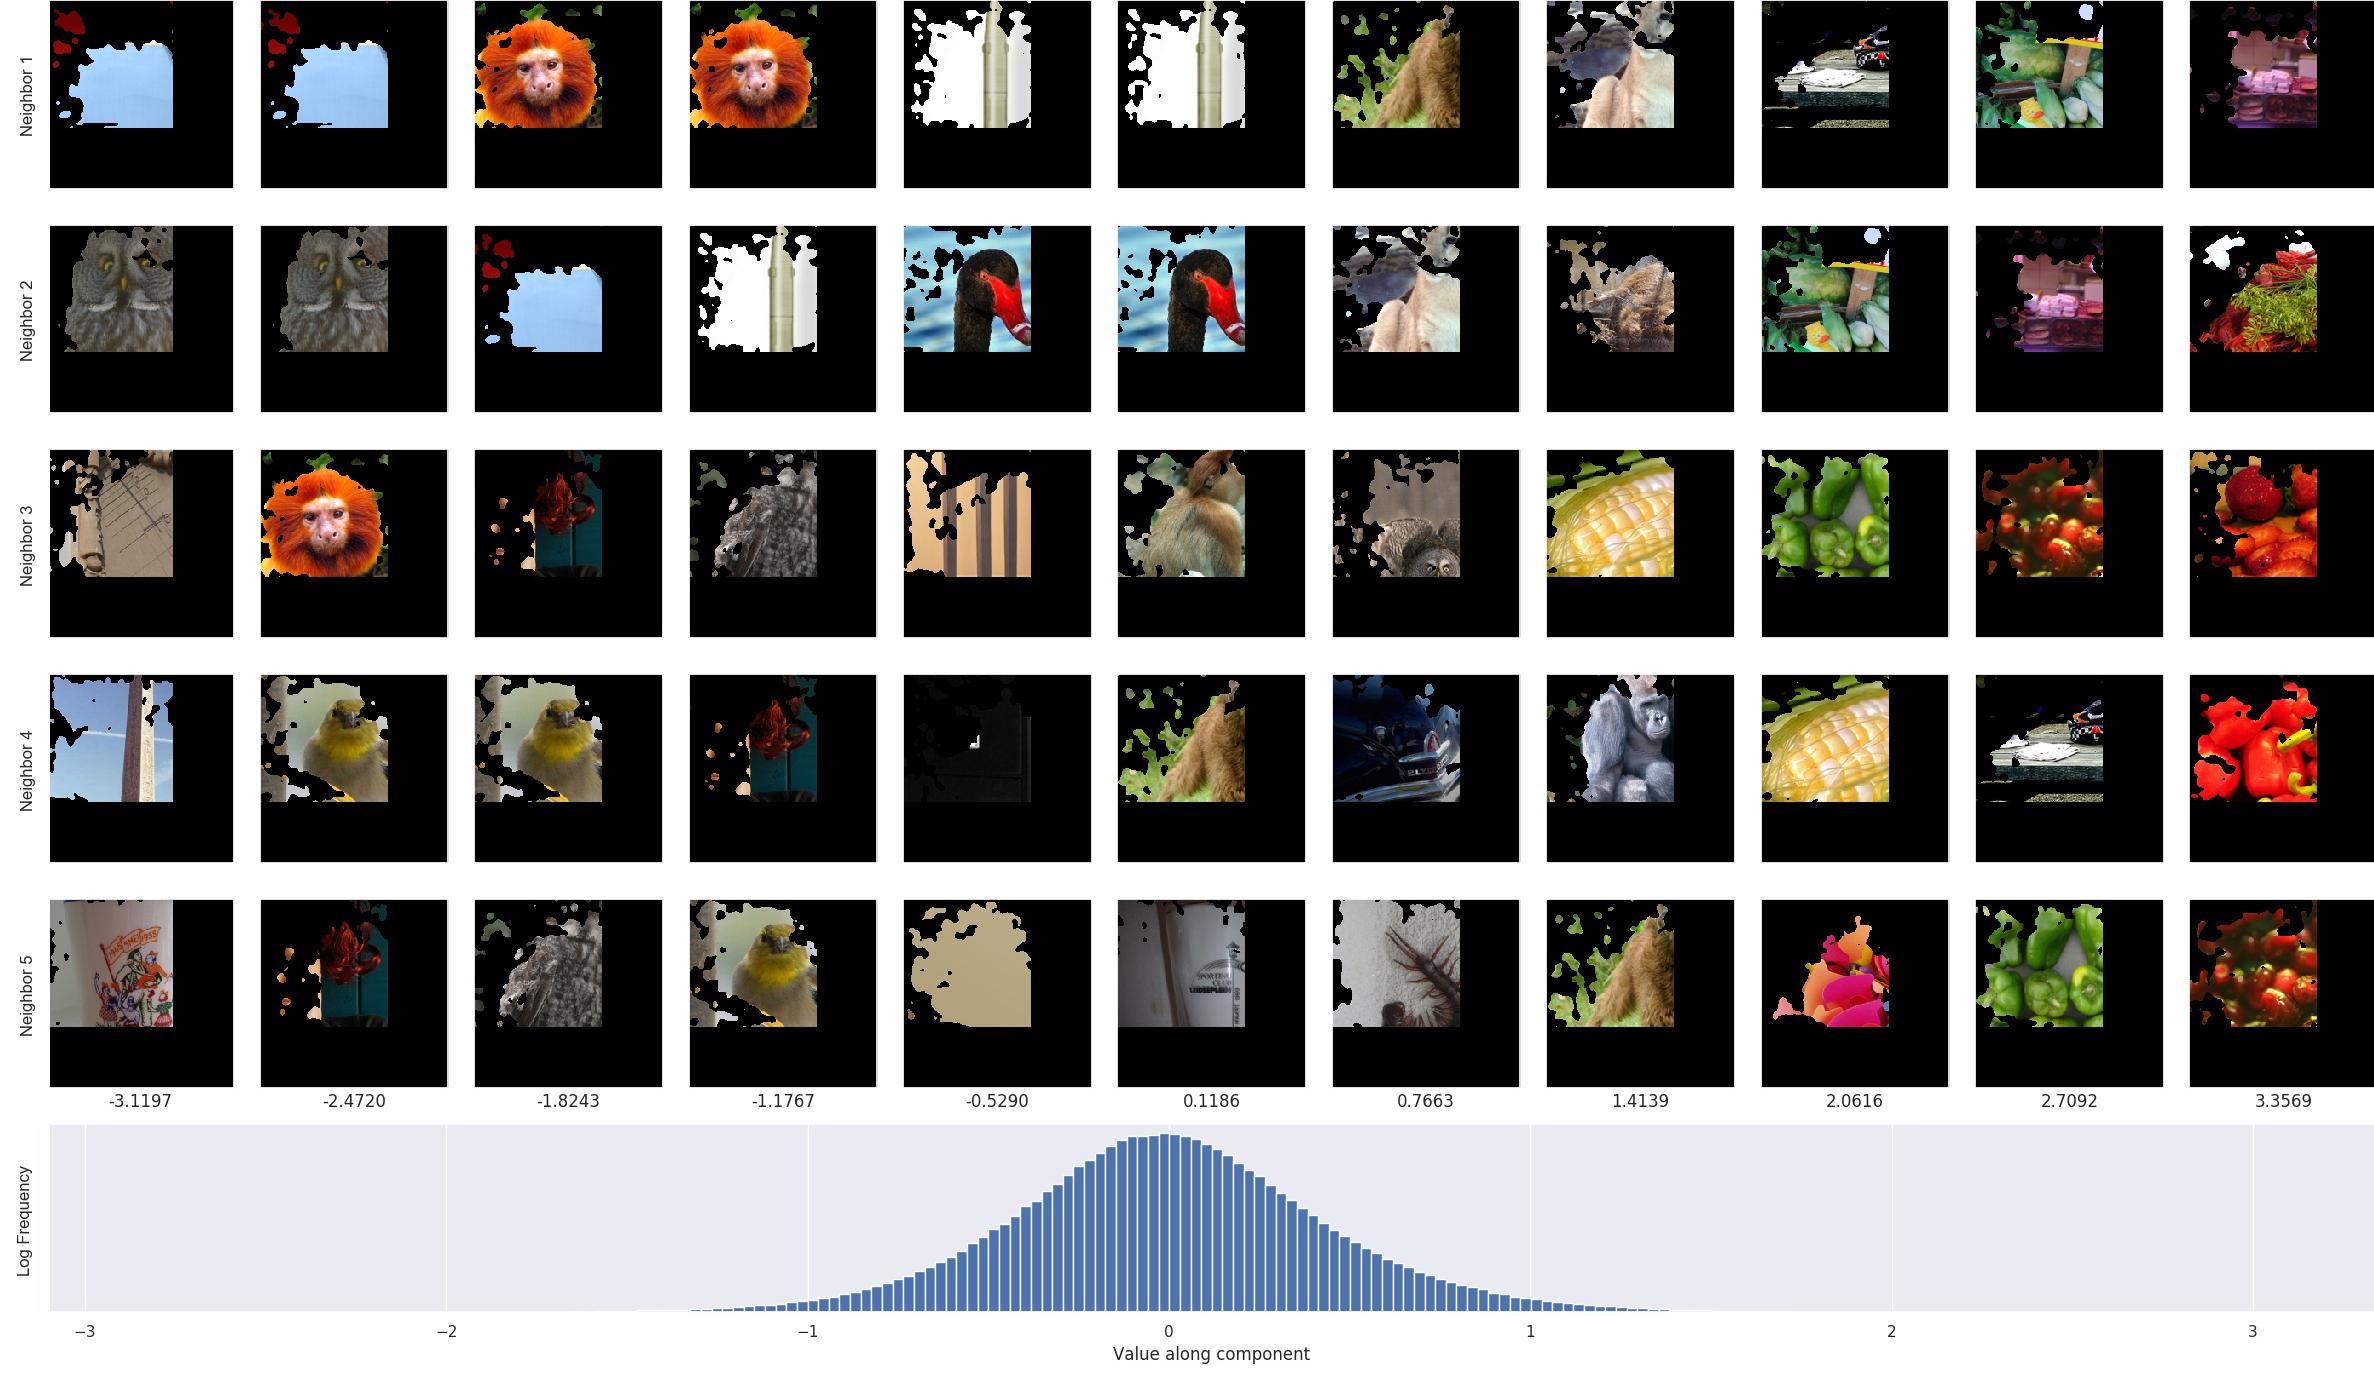 Neighbor 1
Neighbor 2
Neighbor 3
Neighbor 4
Neighbor 5
-3.1197 -2.4720 -1.8243 -1.1767 -0.5290 0.1186 0.7663 1.4139 2.0616 2.7092 3.3569
Log Frequency
−3 −2 −1 0 1 2 3
Value along component